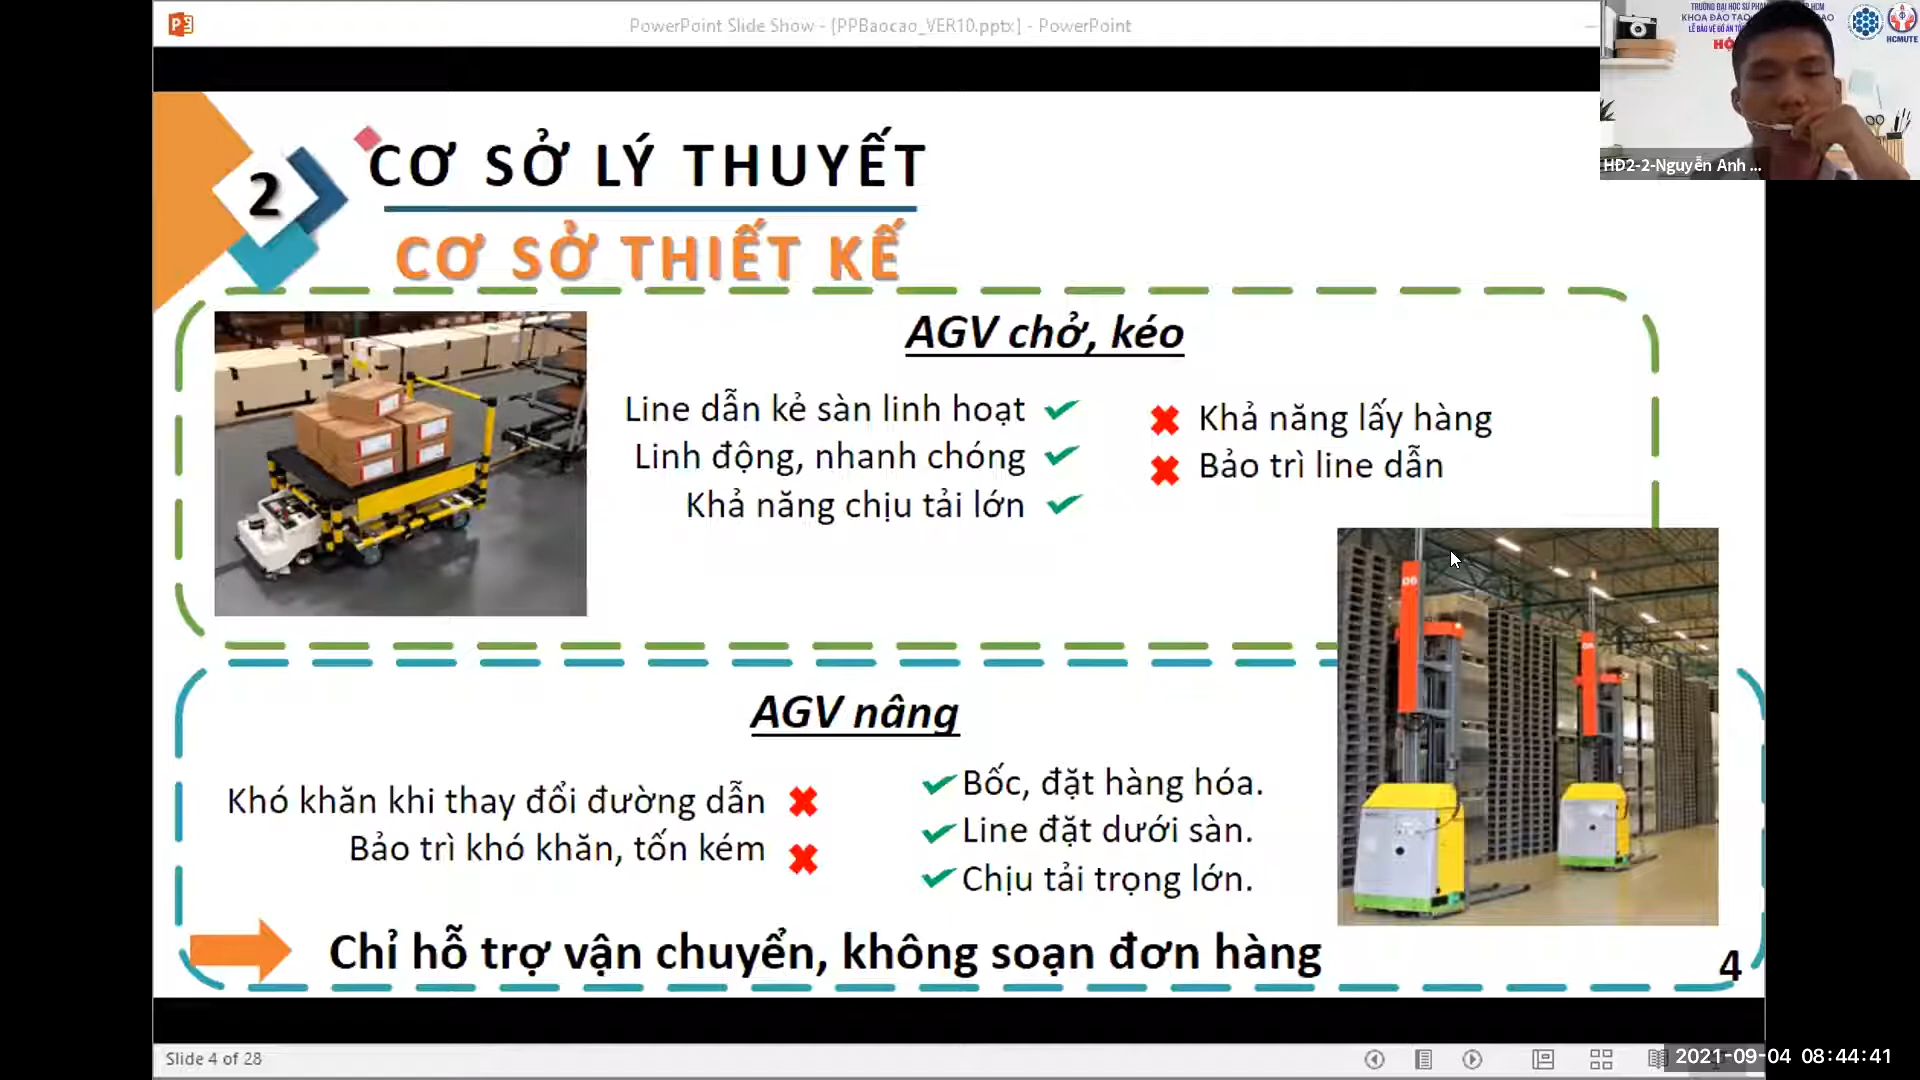 PowerPoint Slide Show - [PPBaocao_VER10.pptx] - PowerPoint
HCMUTE
HĐ2-2-Nguyễn Anh ...
2
CƠ SỞ LÝ THUYẾT
CƠ SỞ THIẾT KẾ
AGV chở, kéo
Line dẫn kẻ sàn linh hoạt
Linh động, nhanh chóng
Khả năng chịu tải lớn
Khả năng lấy hàng
Bảo trì line dẫn
AGV nâng
Khó khăn khi thay đổi đường dẫn
Bảo trì khó khăn, tốn kém
Bốc, đặt hàng hóa.
Line đặt dưới sàn.
Chịu tải trọng lớn.
Chỉ hỗ trợ vận chuyển, không soạn đơn hàng
4
Slide 4 of 28
2021-09-04 08:44:41